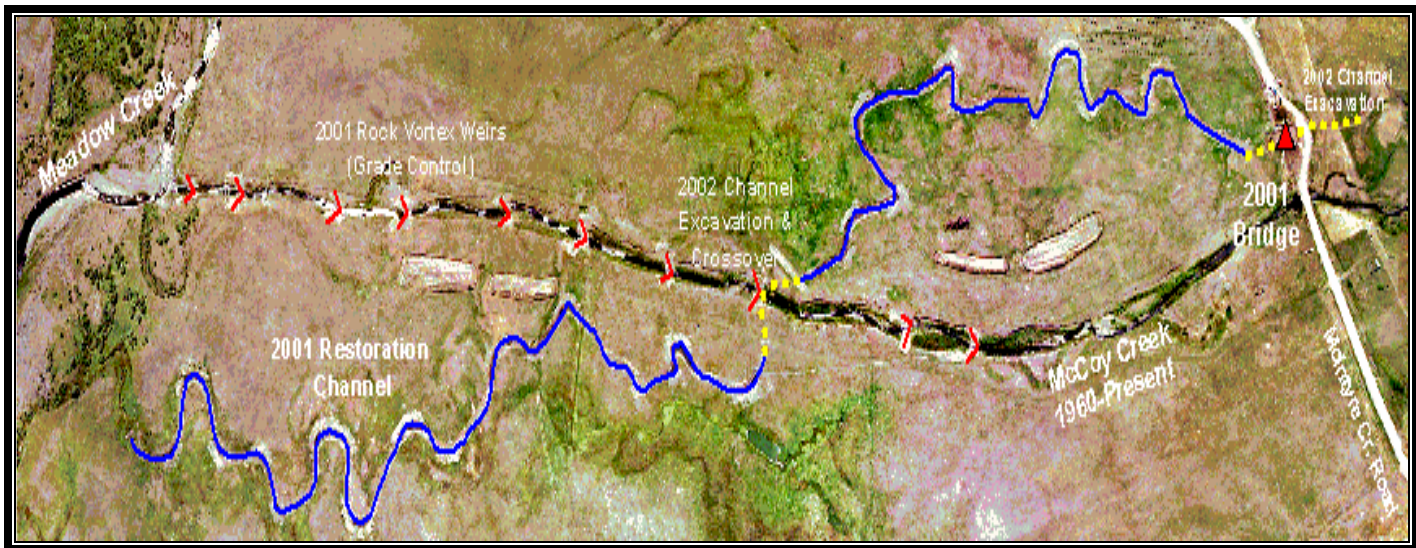 Meadow Creek
2001 Rock Vortex Weirs
(Grade Control)
2002 Channel
Excavation &
Crossover
2002 Channel
Exacavation
2001
Bridge
2001 Restoration
Channel
McCoy Creek
1960-Present
McIntyre Cr. Road